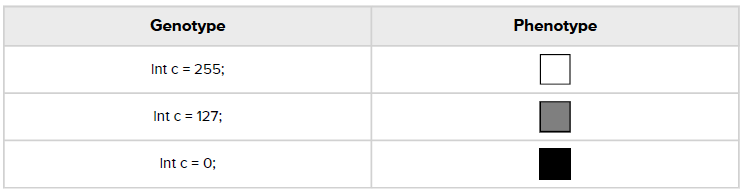 Genotype Phenotype
Int c = 255;
Int c = 127;
Int c = 0;